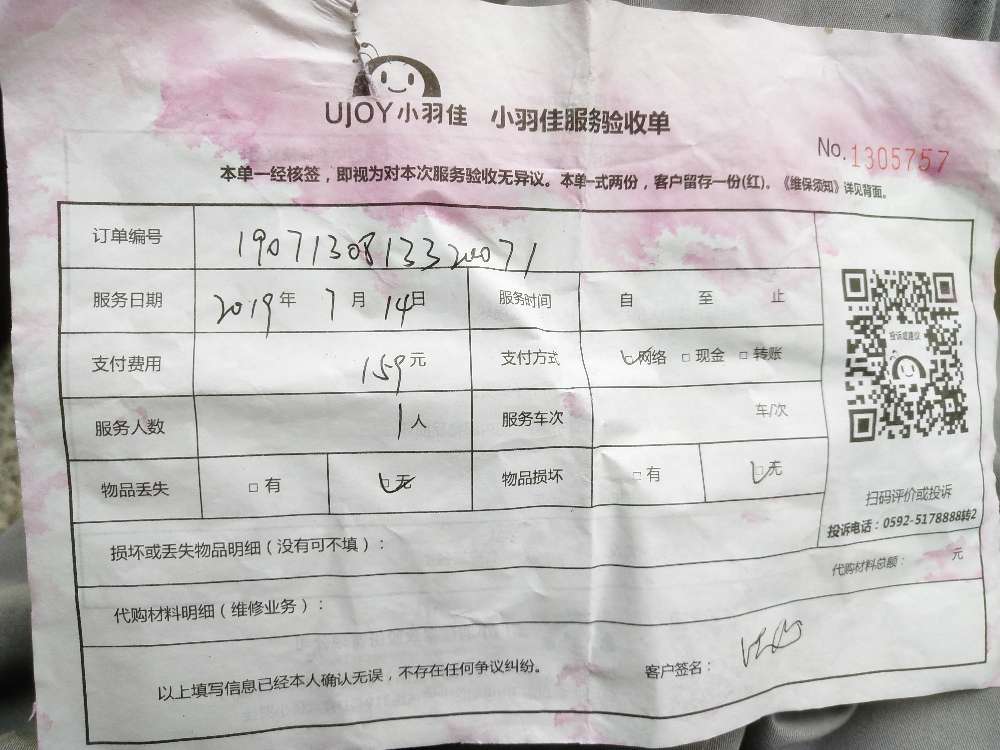 UJOY小羽佳 小羽佳服务验收单
No.1305757
本单一经核签，即视为对本次服务验收无异议。本单一式两份，客户留存一份(红)。《维保须知》详见背面。
订单编号 1907130813320071
服务日期 2019年 7月 14日 服务时间 自 至 止
支付费用 159元 支付方式 网络 □ 现金 □ 转账
投诉或建议
服务人数 1人 服务车次 车/次
物品丢失 □ 有 □无 物品损坏 □有 □无
扫码评价或投诉
投诉电话：0592-5178888转2
损坏或丢失物品明细（没有可不填）：
代购材料总额： 元
代购材料明细（维修业务）：
以上填写信息已经本人确认无误，不存在任何争议纠纷。 客户签名：